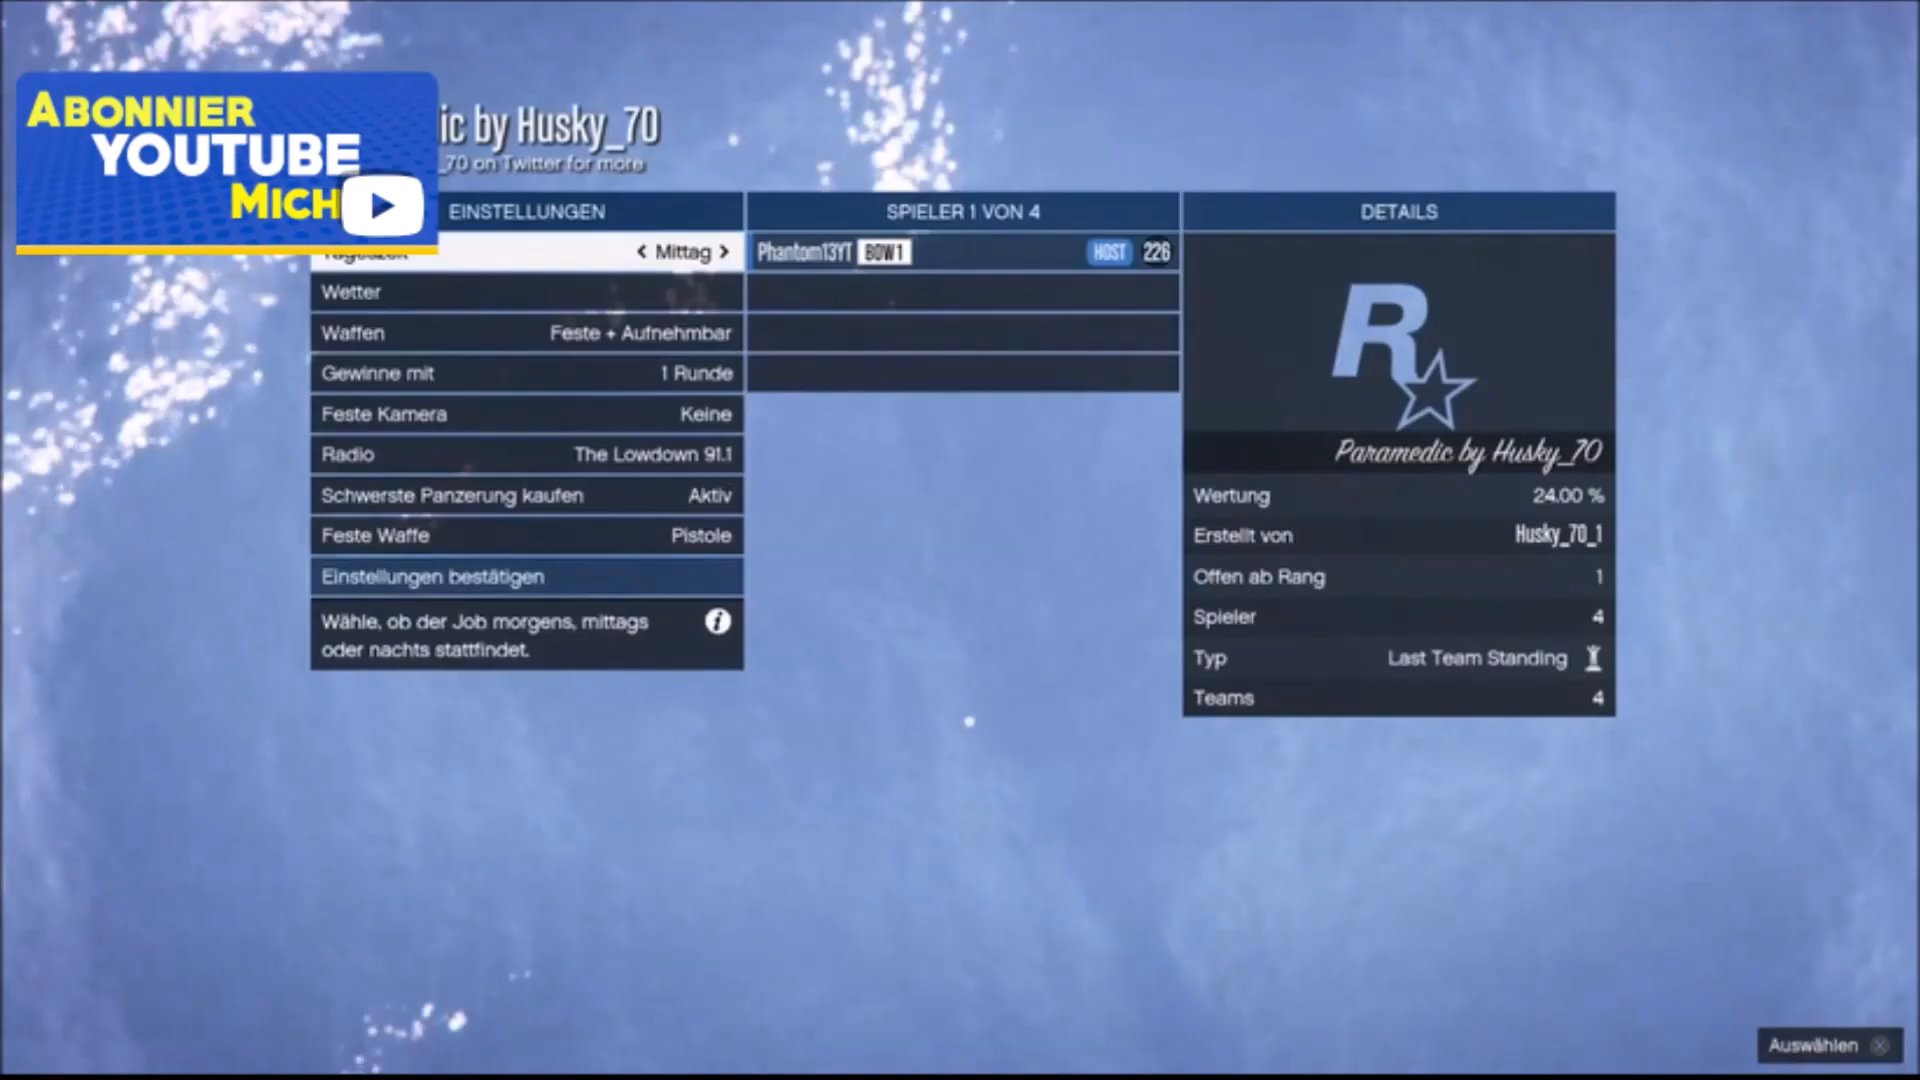 ABONNIER
YOUTUBE
MICH
ic by Husky_70
_70 on Twitter for more
EINSTELLUNGEN
SPIELER 1 VON 4
DETAILS
Tageszeit
Mittag
Phantom13YT
BOW1
HOST
226
Wetter
Waffen
Feste + Aufnehmbar
Gewinne mit
1 Runde
Feste Kamera
Keine
Radio
The Lowdown 91.1
Schwerste Panzerung kaufen
Aktiv
Feste Waffe
Pistole
Einstellungen bestätigen
Wähle, ob der Job morgens, mittags
oder nachts stattfindet.
R
Paramedic by Husky_70
Wertung
24.00 %
Erstellt von
Husky_70_1
Offen ab Rang
1
Spieler
4
Typ
Last Team Standing
Teams
4
Auswählen